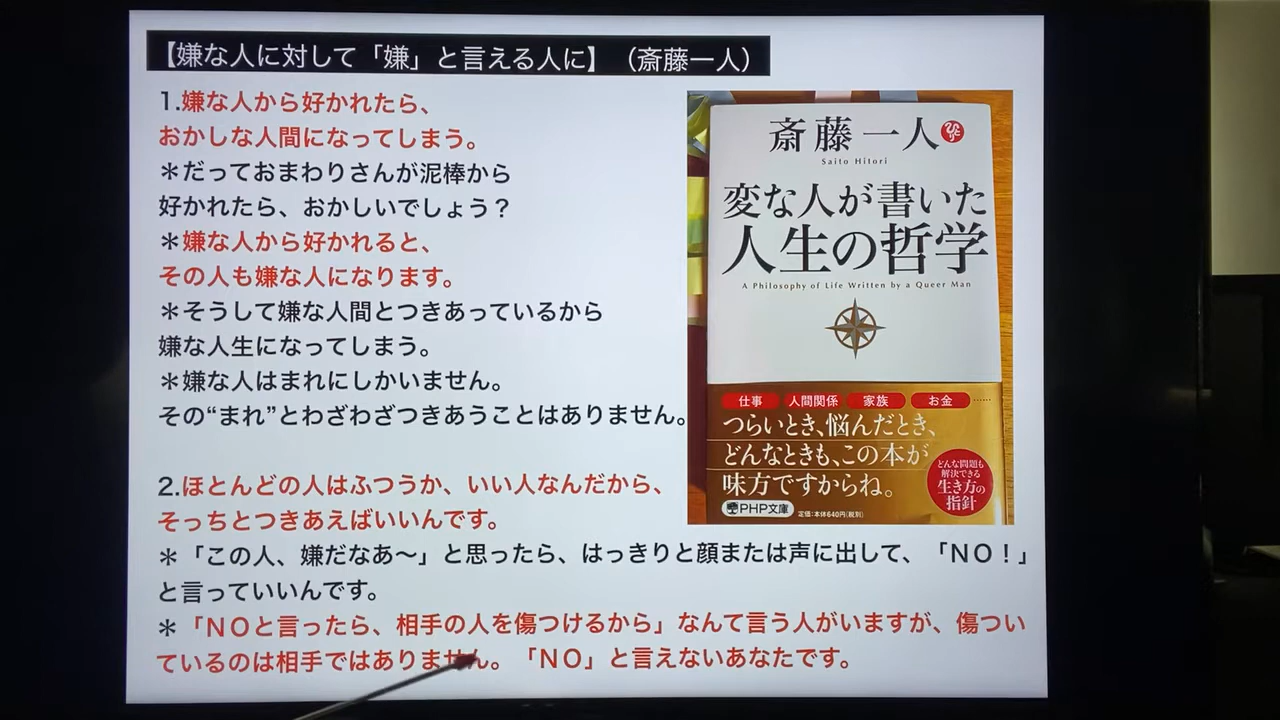 【嫌な人に対して「嫌」と言える人に】（斎藤一人）
1.嫌な人から好かれたら、
おかしな人間になってしまう。
＊だっておまわりさんが泥棒から
好かれたら、おかしいでしょう？
＊嫌な人から好かれると、
その人も嫌な人になります。
＊そうして嫌な人間とつきあっているから
嫌な人生になってしまう。
＊嫌な人はまれにしかいません。
その“まれ”とわざわざつきあうことはありません。
2.ほとんどの人はふつうか、いい人なんだから、
そっちとつきあえばいいんです。
＊「この人、嫌だなあ〜」と思ったら、はっきりと顔または声に出して、「ＮＯ！」
と言っていいんです。
＊「ＮＯと言ったら、相手の人を傷つけるから」なんて言う人がいますが、傷つい
ているのは相手ではありません。「ＮＯ」と言えないあなたです。
斎藤一人
ひとり
Saito Hitori
変な人が書いた
人生の哲学
A Philosophy of Life Written by a Queer Man
仕事 人間関係 家族 お金 ……
つらいとき、悩んだとき、
どんなときも、この本が
味方ですからね。
どんな問題も
解決できる
生き方の
指針
PHP文庫
定価:本体640円(税別)